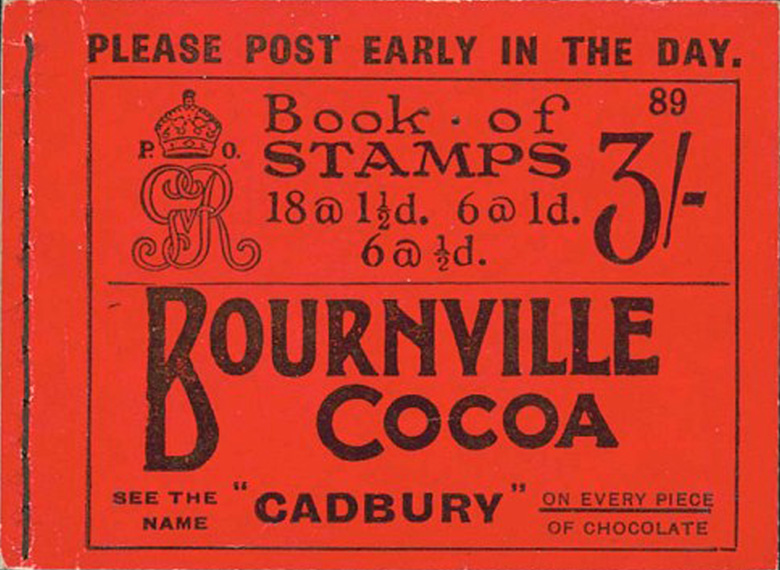 PLEASE POST EARLY IN THE DAY.
89
P. O.
GvR
Book · of
STAMPS
3/-
18 @ 1½d. 6 @ 1d.
6 @ ½d.
BOURNVILLE
COCOA
SEE THE NAME "CADBURY" ON EVERY PIECE OF CHOCOLATE